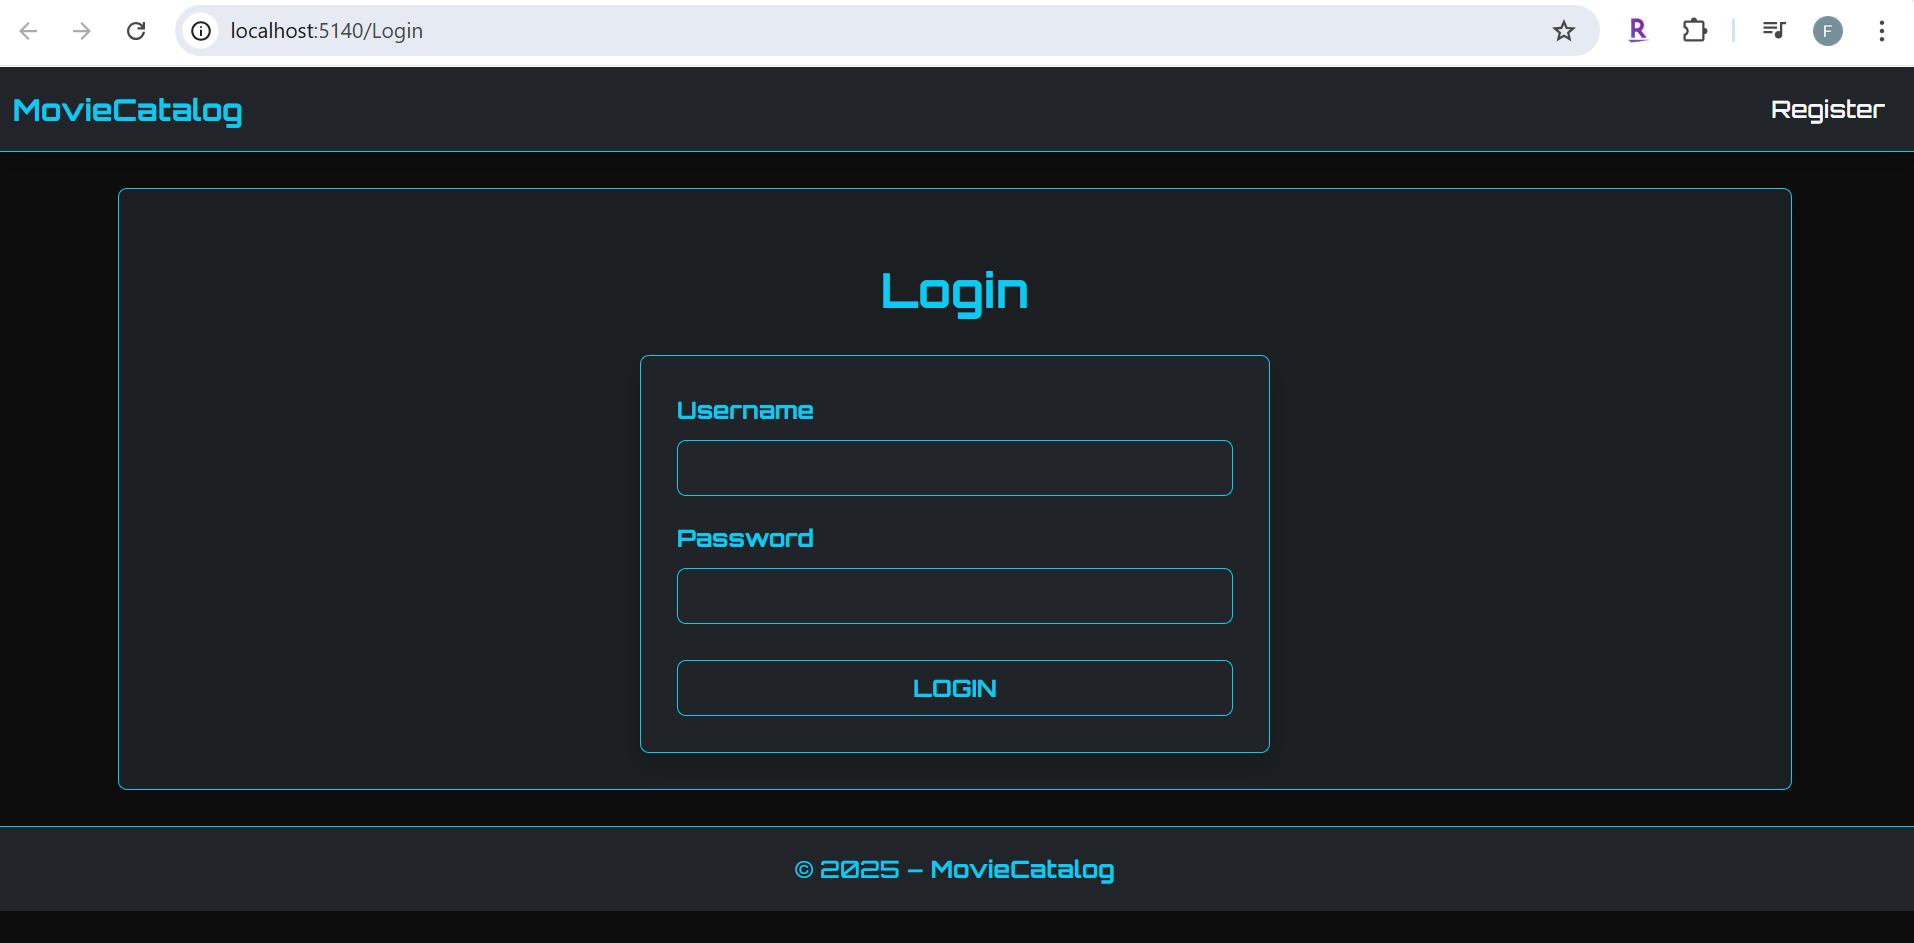 localhost:5140/Login
R
F
MovieCatalog
Register
Login
Username
Password
LOGIN
© 2025 – MovieCatalog